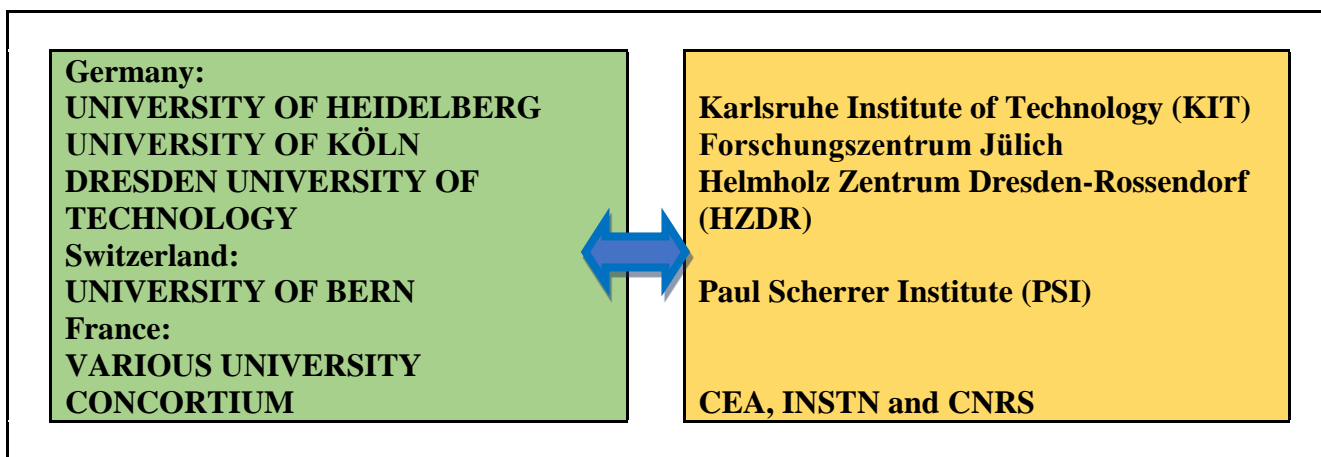 Germany:
UNIVERSITY OF HEIDELBERG
UNIVERSITY OF KÖLN
DRESDEN UNIVERSITY OF
TECHNOLOGY
Switzerland:
UNIVERSITY OF BERN
France:
VARIOUS UNIVERSITY
CONCORTIUM
Karlsruhe Institute of Technology (KIT)
Forschungszentrum Jülich
Helmholz Zentrum Dresden-Rossendorf
(HZDR)
Paul Scherrer Institute (PSI)
CEA, INSTN and CNRS